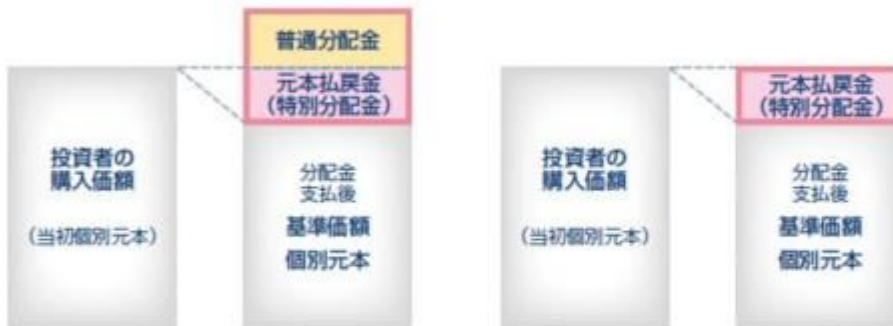 普通分配金
元本払戻金
(特別分配金)
投資者の
購入価額
(当初個別元本)
分配金
支払後
基準価額
個別元本
元本払戻金
(特別分配金)
投資者の
購入価額
(当初個別元本)
分配金
支払後
基準価額
個別元本